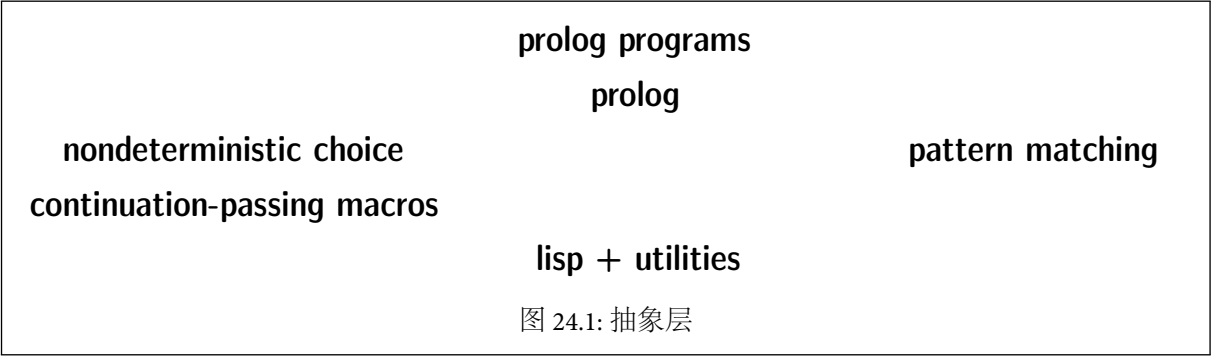 prolog programs
prolog
nondeterministic choice pattern matching
continuation-passing macros
lisp + utilities
图 24.1: 抽象层